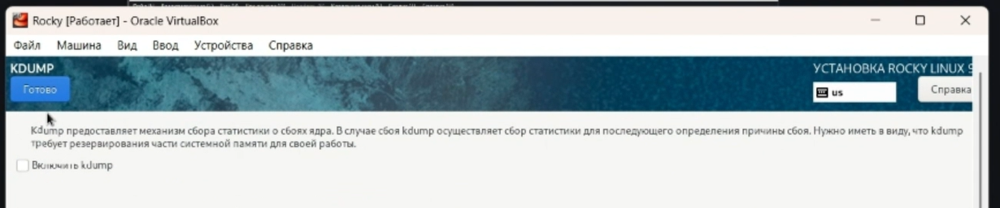 Rocky [Работает] - Oracle VirtualBox
Файл Машина Вид Ввод Устройства Справка
KDUMP
УСТАНОВКА ROCKY LINUX 9
Готово
us
Справка
Kdump предоставляет механизм сбора статистики о сбоях ядра. В случае сбоя kdump осуществляет сбор статистики для последующего определения причины сбоя. Нужно иметь в виду, что kdump
требует резервирования части системной памяти для своей работы.
Включить kdump